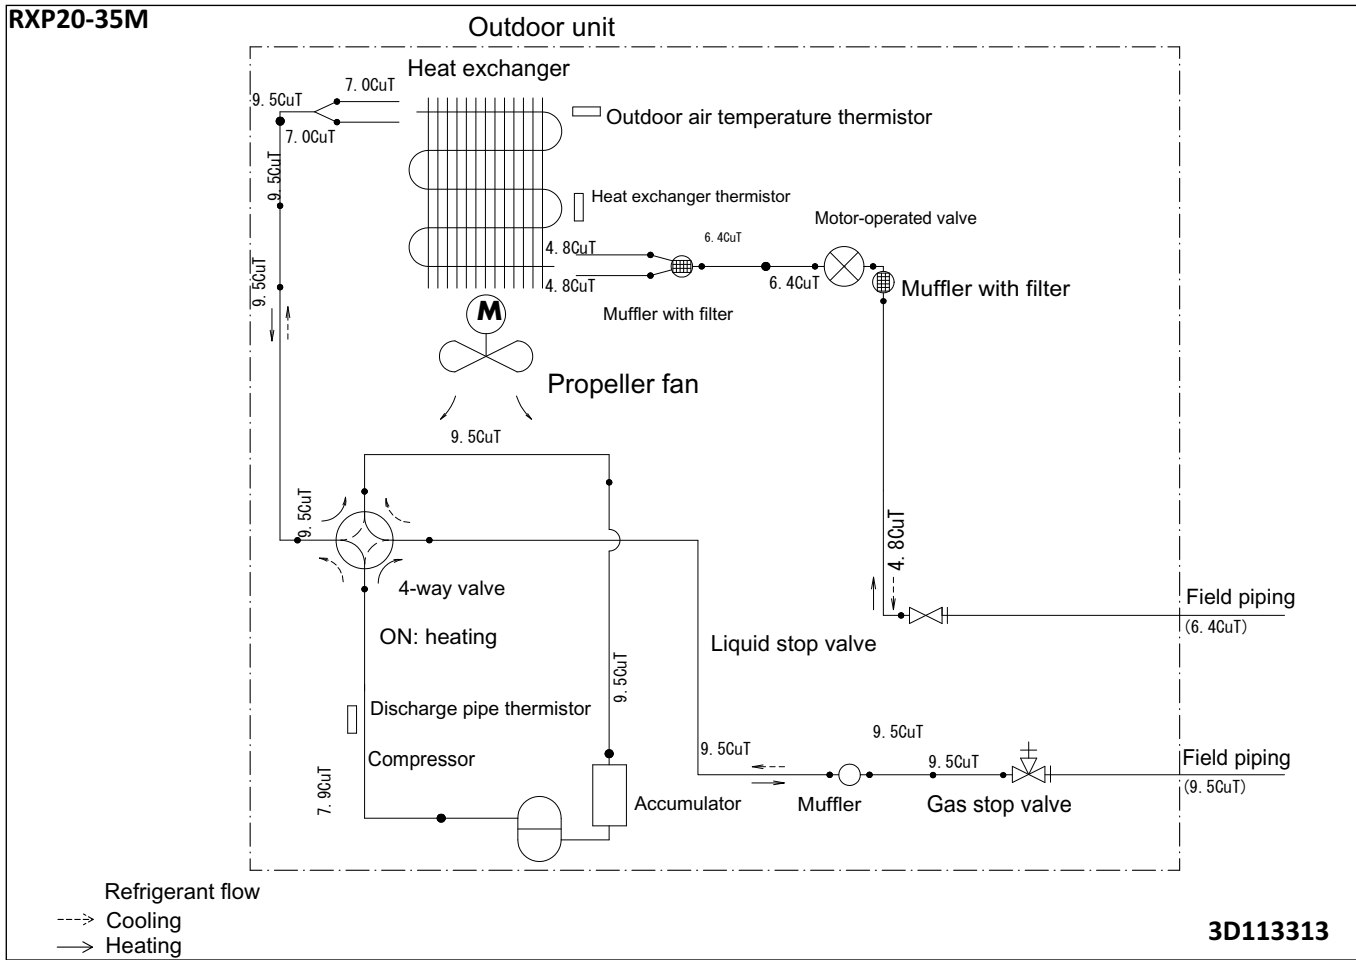 RXP20-35M
Outdoor unit
Heat exchanger
7.0CuT
9.5CuT
7.0CuT
Outdoor air temperature thermistor
9.5CuT
Heat exchanger thermistor
Motor-operated valve
4.8CuT
6.4CuT
9.5CuT
4.8CuT
6.4CuT
Muffler with filter
M
Muffler with filter
Propeller fan
9.5CuT
9.5CuT
4.8CuT
4-way valve
Field piping
(6.4CuT)
ON: heating
Liquid stop valve
9.5CuT
Discharge pipe thermistor
9.5CuT
9.5CuT
9.5CuT
Field piping
(9.5CuT)
Compressor
7.9CuT
Accumulator
Muffler
Gas stop valve
Refrigerant flow
Cooling
Heating
3D113313